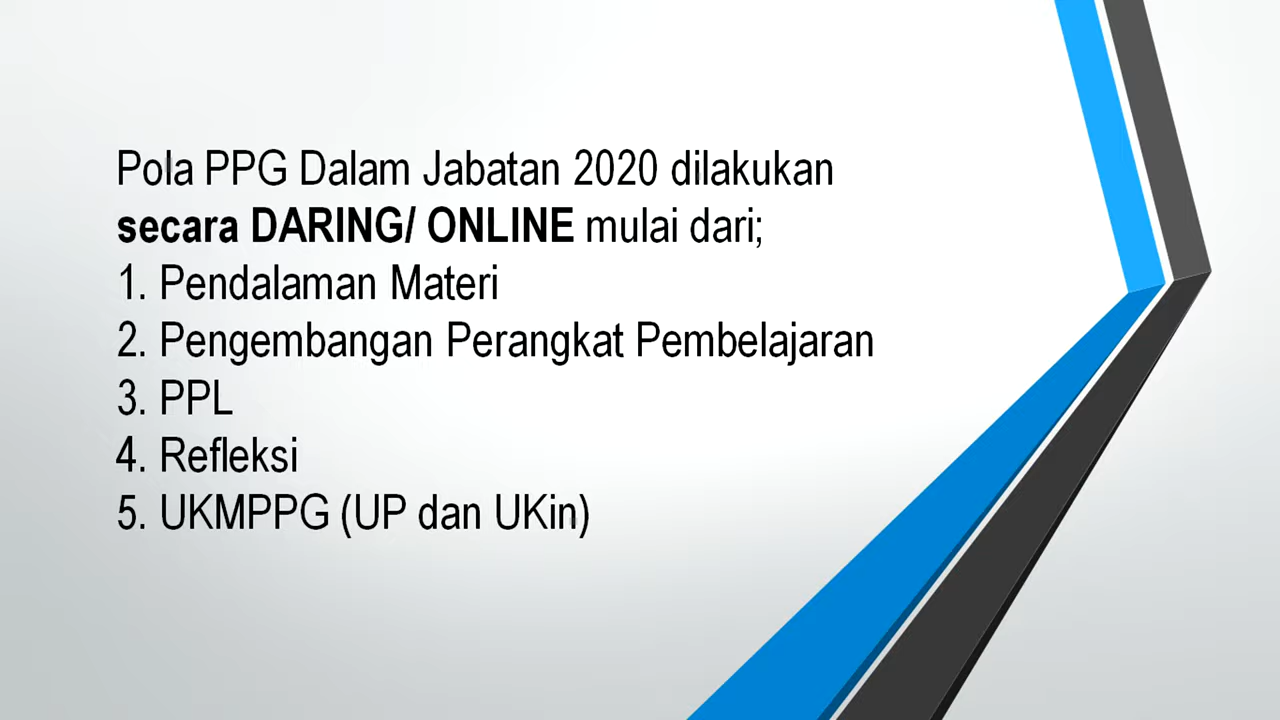 Pola PPG Dalam Jabatan 2020 dilakukan
secara DARING/ ONLINE mulai dari;
1. Pendalaman Materi
2. Pengembangan Perangkat Pembelajaran
3. PPL
4. Refleksi
5. UKMPPG (UP dan UKin)